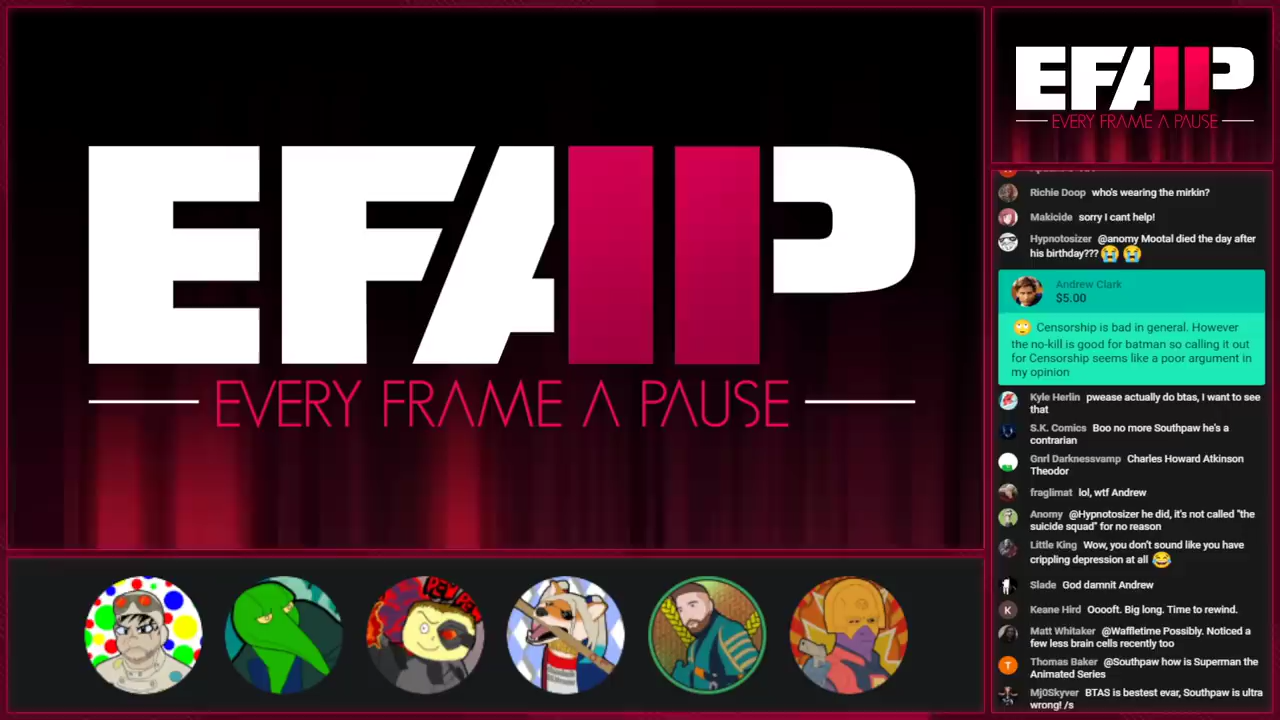 EFAP
EVERY FRAME A PAUSE
PEW PEW
EFAP
EVERY FRAME A PAUSE
Richie Doop who's wearing the mirkin?
Makicide sorry I cant help!
Hypnotosizer @anomy Mootal died the day after
his birthday??? 😭 😭
Andrew Clark
$5.00
🙄 Censorship is bad in general. However
the no-kill is good for batman so calling it out
for Censorship seems like a poor argument in
my opinion
Kyle Herlin pwease actually do btas, I want to see
that
S.K. Comics Boo no more Southpaw he's a
contrarian
Gnrl Darknessvamp Charles Howard Atkinson
Theodor
fraglimat lol, wtf Andrew
Anomy @Hypnotosizer he did, it's not called "the
suicide squad" for no reason
Little King Wow, you don't sound like you have
crippling depression at all 😂
Slade God damnit Andrew
K
Keane Hird Ooooft. Big long. Time to rewind.
Matt Whitaker @Waffletime Possibly. Noticed a
few less brain cells recently too
T
Thomas Baker @Southpaw how is Superman the
Animated Series
Mj0Skyver BTAS is bestest evar, Southpaw is ultra
wrong! /s